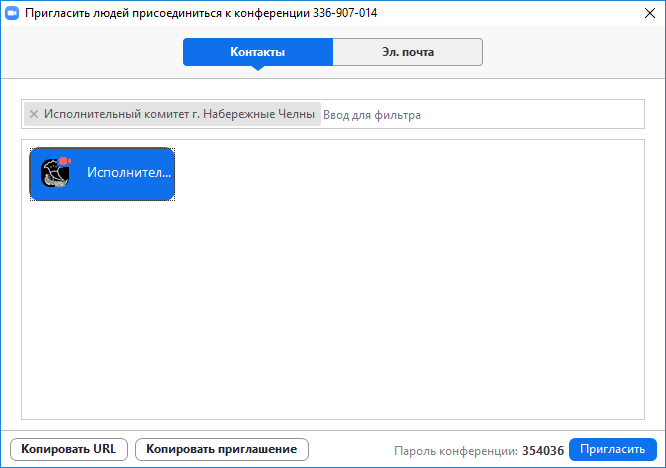 Пригласить людей присоединиться к конференции 336-907-014
Контакты
Эл. почта
Исполнительный комитет г. Набережные Челны Ввод для фильтра
Исполнител...
Копировать URL
Копировать приглашение
Пароль конференции: 354036
Пригласить